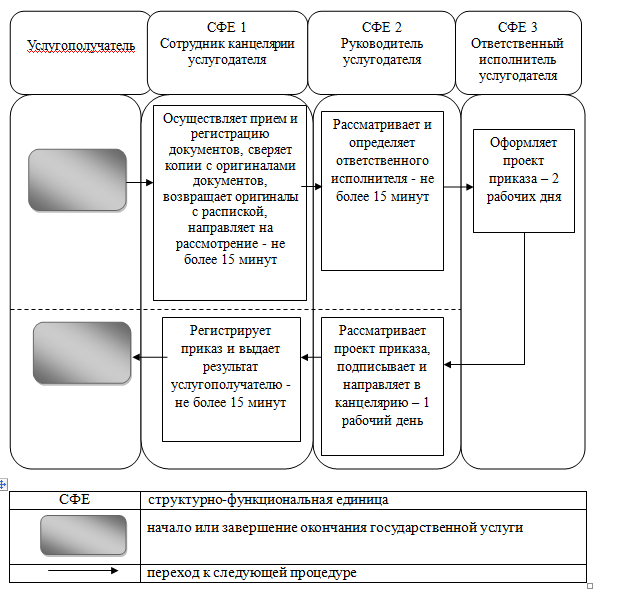 Услугополучатель
СФЕ 1
Сотрудник канцелярии
услугодателя
СФЕ 2
Руководитель
услугодателя
СФЕ 3
Ответственный
исполнитель
услугодателя
Осуществляет прием и
регистрацию
документов, сверяет
копии с оригиналами
документов,
возвращает оригиналы
с распиской,
направляет на
рассмотрение - не
более 15 минут
Рассматривает и
определяет
ответственного
исполнителя - не
более 15 минут
Оформляет
проект
приказа – 2
рабочих дня
Регистрирует
приказ и выдает
результат
услугополучателю -
не более 15 минут
Рассматривает
проект приказа,
подписывает и
направляет в
канцелярию – 1
рабочий день
СФЕ
структурно-функциональная единица
начало или завершение окончания государственной услуги
переход к следующей процедуре